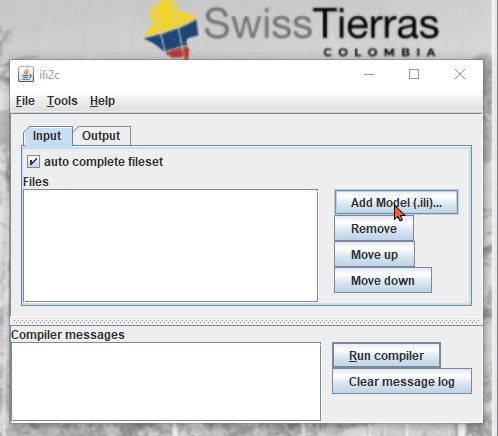 SwissTierras
COLOMBIA
ili2c
File Tools Help
Input Output
auto complete fileset
Files
Add Model (.ili)...
Remove
Move up
Move down
Compiler messages
Run compiler
Clear message log